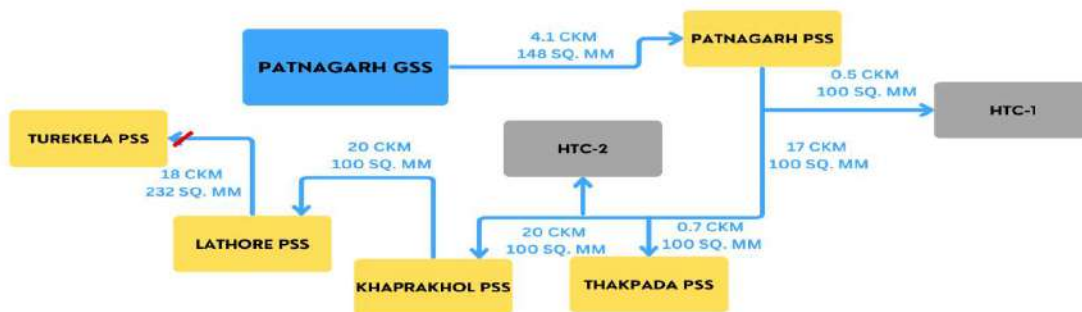 4.1 CKM
148 SQ. MM
PATNAGARH PSS
PATNAGARH GSS
0.5 CKM
100 SQ. MM
HTC-1
TUREKELA PSS
HTC-2
20 CKM
100 SQ. MM
17 CKM
100 SQ. MM
18 CKM
232 SQ. MM
LATHORE PSS
20 CKM
100 SQ. MM
0.7 CKM
100 SQ. MM
KHAPRAKHOL PSS
THAKPADA PSS